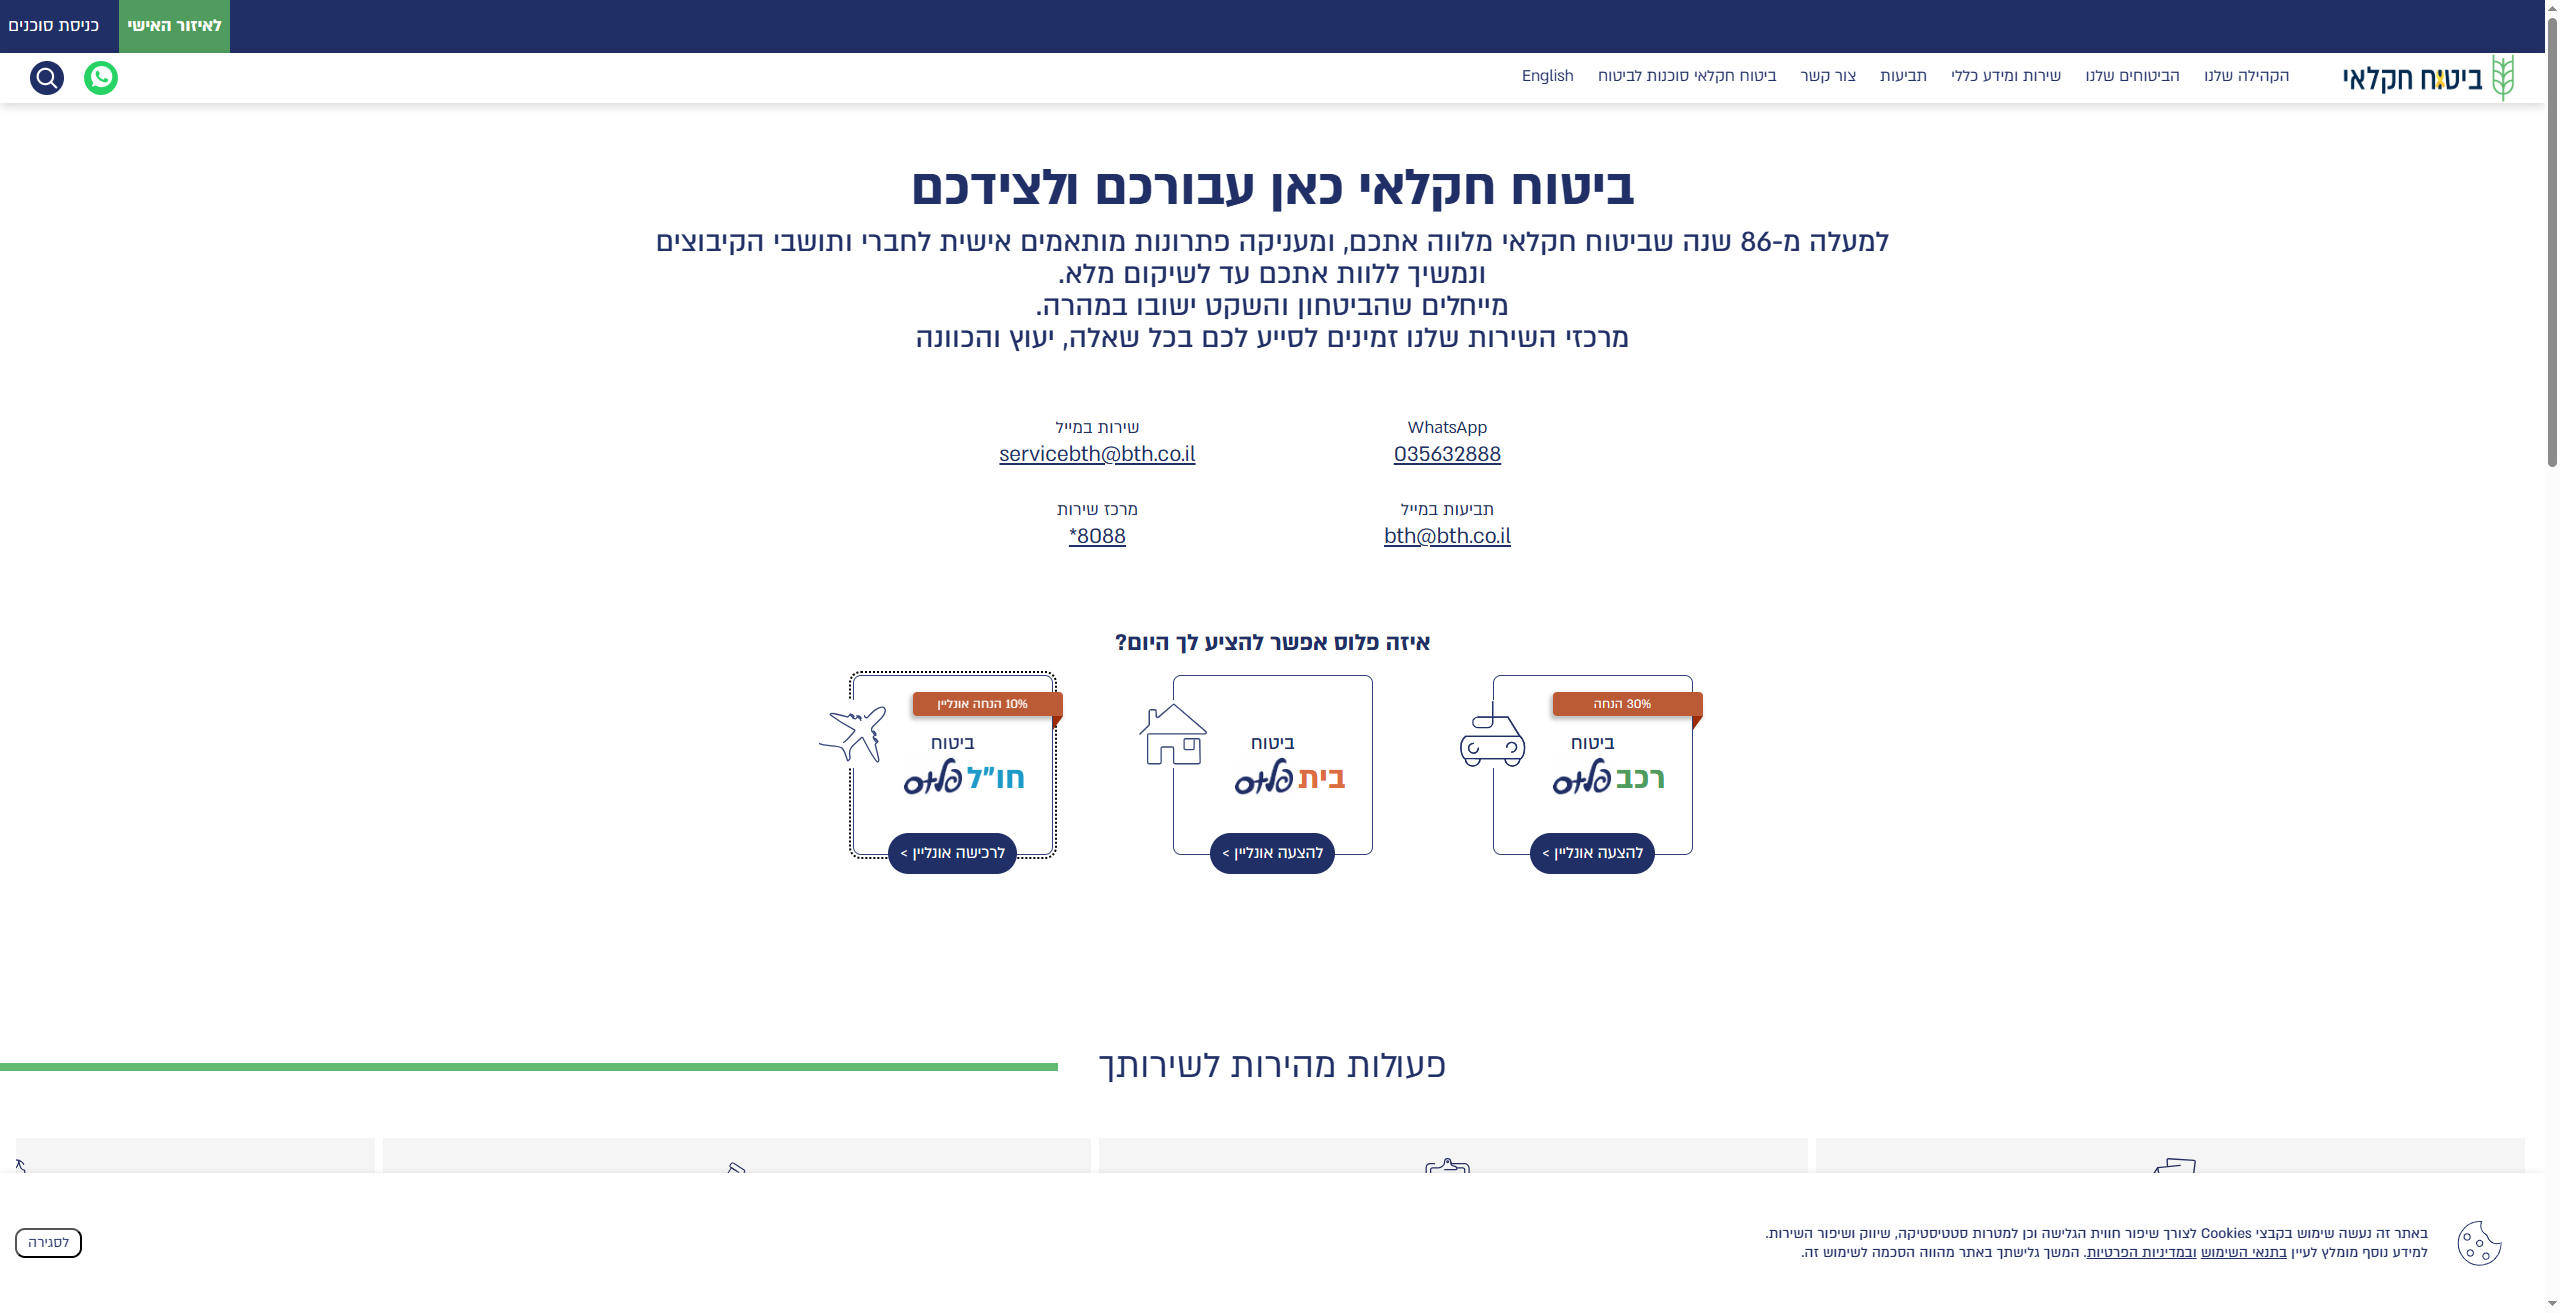 לאיזור האישי
כניסת סוכנים
ביטוח חקלאי
הקהילה שלנו
הביטוחים שלנו
שירות ומידע כללי
תביעות
צור קשר
ביטוח חקלאי סוכנות לביטוח
English
ביטוח חקלאי כאן עבורכם ולצידכם
למעלה מ-86 שנה שביטוח חקלאי מלווה אתכם, ומעניקה פתרונות מותאמים אישית לחברי ותושבי הקיבוצים
ונמשיך ללוות אתכם עד לשיקום מלא.
מייחלים שהביטחון והשקט ישובו במהרה.
מרכזי השירות שלנו זמינים לסייע לכם בכל שאלה, יעוץ והכוונה
WhatsApp
035632888
שירות במייל
servicebth@bth.co.il
תביעות במייל
bth@bth.co.il
מרכז שירות
*8088
איזה פלוס אפשר להציע לך היום?
30% הנחה
ביטוח
רכב פלוס
להצעה אונליין >
ביטוח
בית פלוס
להצעה אונליין >
10% הנחה אונליין
ביטוח
חו"ל פלוס
לרכישה אונליין >
פעולות מהירות לשירותך
באתר זה נעשה שימוש בקבצי Cookies לצורך שיפור חווית הגלישה וכן למטרות סטטיסטיקה, שיווק ושיפור השירות.
למידע נוסף מומלץ לעיין בתנאי השימוש ובמדיניות הפרטיות. המשך גלישתך באתר מהווה הסכמה לשימוש זה.
לסגירה